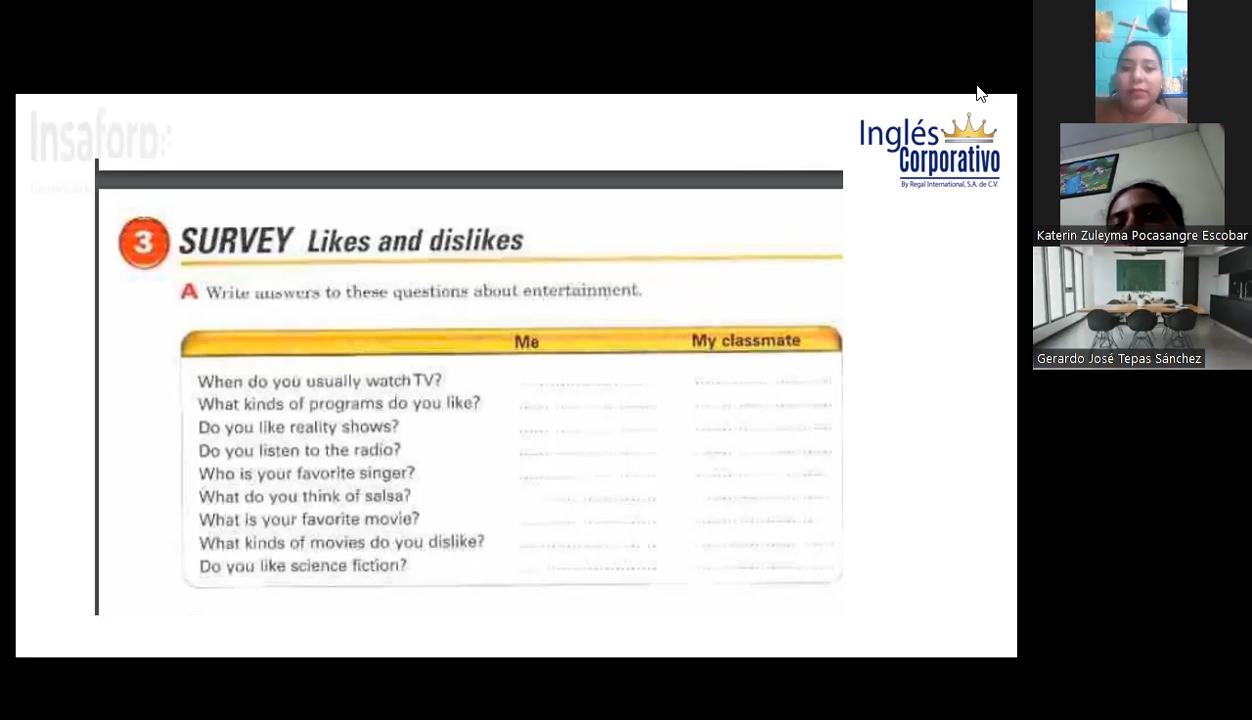 Insaforp
Inglés
Corporativo
By Regal International, S.A. de C.V.
3 SURVEY Likes and dislikes
A Write answers to these questions about entertainment.
Me My classmate
When do you usually watch TV?
What kinds of programs do you like?
Do you like reality shows?
Do you listen to the radio?
Who is your favorite singer?
What do you think of salsa?
What is your favorite movie?
What kinds of movies do you dislike?
Do you like science fiction?
Katerin Zuleyma Pocasangre Escobar
Gerardo José Tepas Sánchez